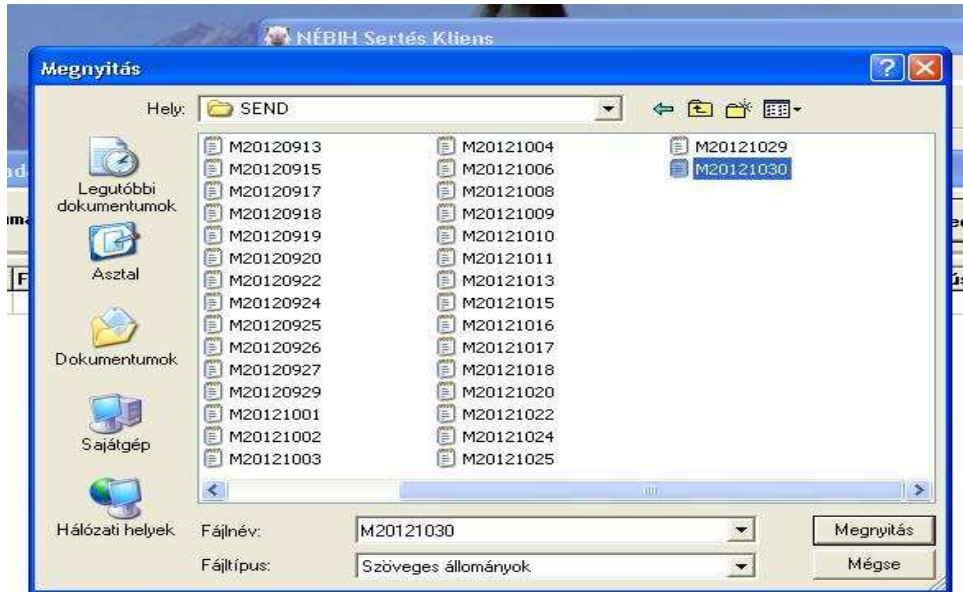 NÉBIH Sertés Kliens
Megnyitás
Hely:
SEND
Legutóbbi
dokumentumok
Asztal
Dokumentumok
Sajátgép
Hálózati helyek
M20120913
M20120915
M20120917
M20120918
M20120919
M20120920
M20120922
M20120924
M20120925
M20120926
M20120927
M20120929
M20121001
M20121002
M20121003
M20121004
M20121006
M20121008
M20121009
M20121010
M20121011
M20121013
M20121015
M20121016
M20121017
M20121018
M20121020
M20121022
M20121024
M20121025
M20121029
M20121030
Fájlnév:
M20121030
Megnyitás
Fájltípus:
Szöveges állományok
Mégse